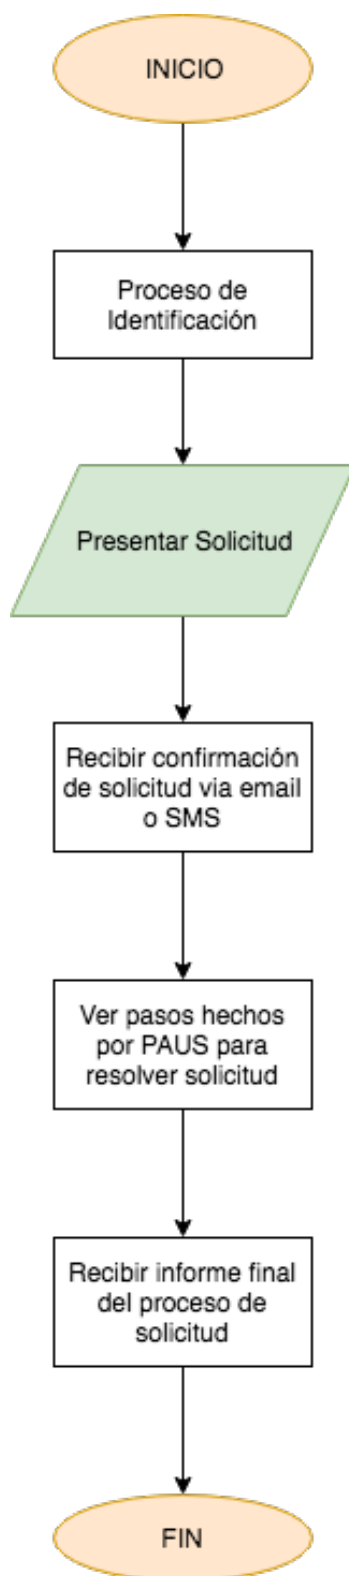 INICIO
Proceso de
Identificación
Presentar Solicitud
Recibir confirmación
de solicitud via email
o SMS
Ver pasos hechos
por PAUS para
resolver solicitud
Recibir informe final
del proceso de
solicitud
FIN